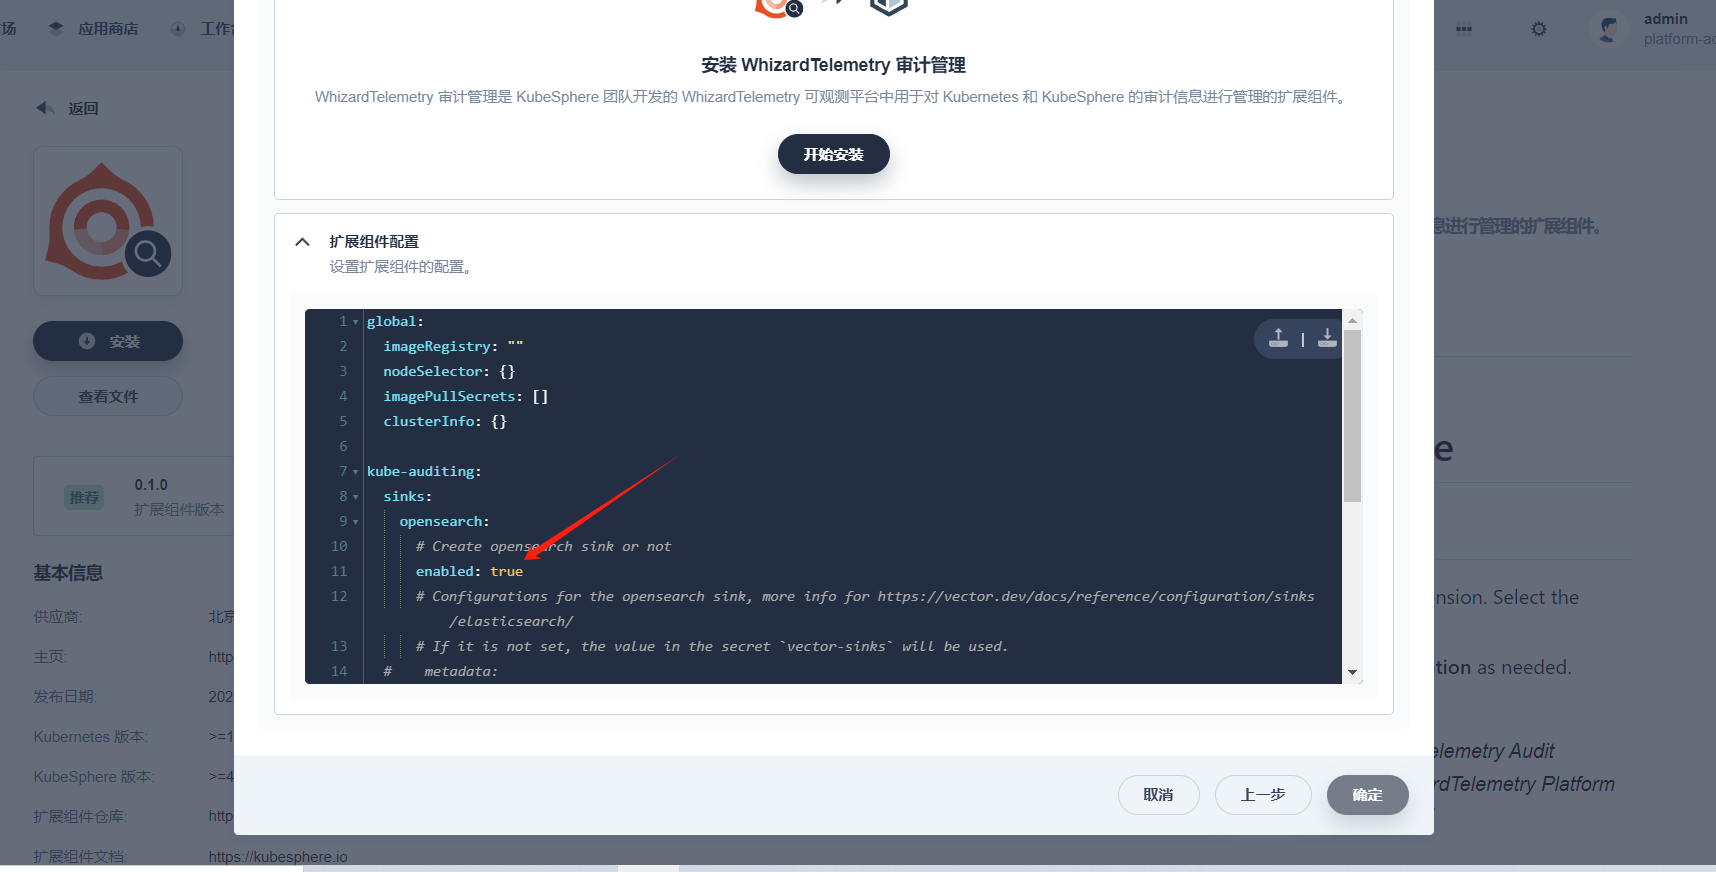 场
应用商店
工作
admin
platform-ad
返回
安装
查看文件
推荐
0.1.0
扩展组件版本
基本信息
供应商:
北京
主页:
http
发布日期:
202
Kubernetes 版本:
>=1
KubeSphere 版本:
>=4
扩展组件仓库:
http
扩展组件文档:
https://kubesphere.io
安装 WhizardTelemetry 审计管理
WhizardTelemetry 审计管理是 KubeSphere 团队开发的 WhizardTelemetry 可观测平台中用于对 Kubernetes 和 KubeSphere 的审计信息进行管理的扩展组件。
开始安装
扩展组件配置
设置扩展组件的配置。
1 global:
2 imageRegistry: ""
3 nodeSelector: {}
4 imagePullSecrets: []
5 clusterInfo: {}
6
7 kube-auditing:
8 sinks:
9 opensearch:
10 # Create opensearch sink or not
11 enabled: true
12 # Configurations for the opensearch sink, more info for https://vector.dev/docs/reference/configuration/sinks
/elasticsearch/
13 # If it is not set, the value in the secret `vector-sinks` will be used.
14 # metadata:
取消
上一步
确定
息进行管理的扩展组件。
e
nsion. Select the
tion as needed.
elemetry Audit
rdTelemetry Platform